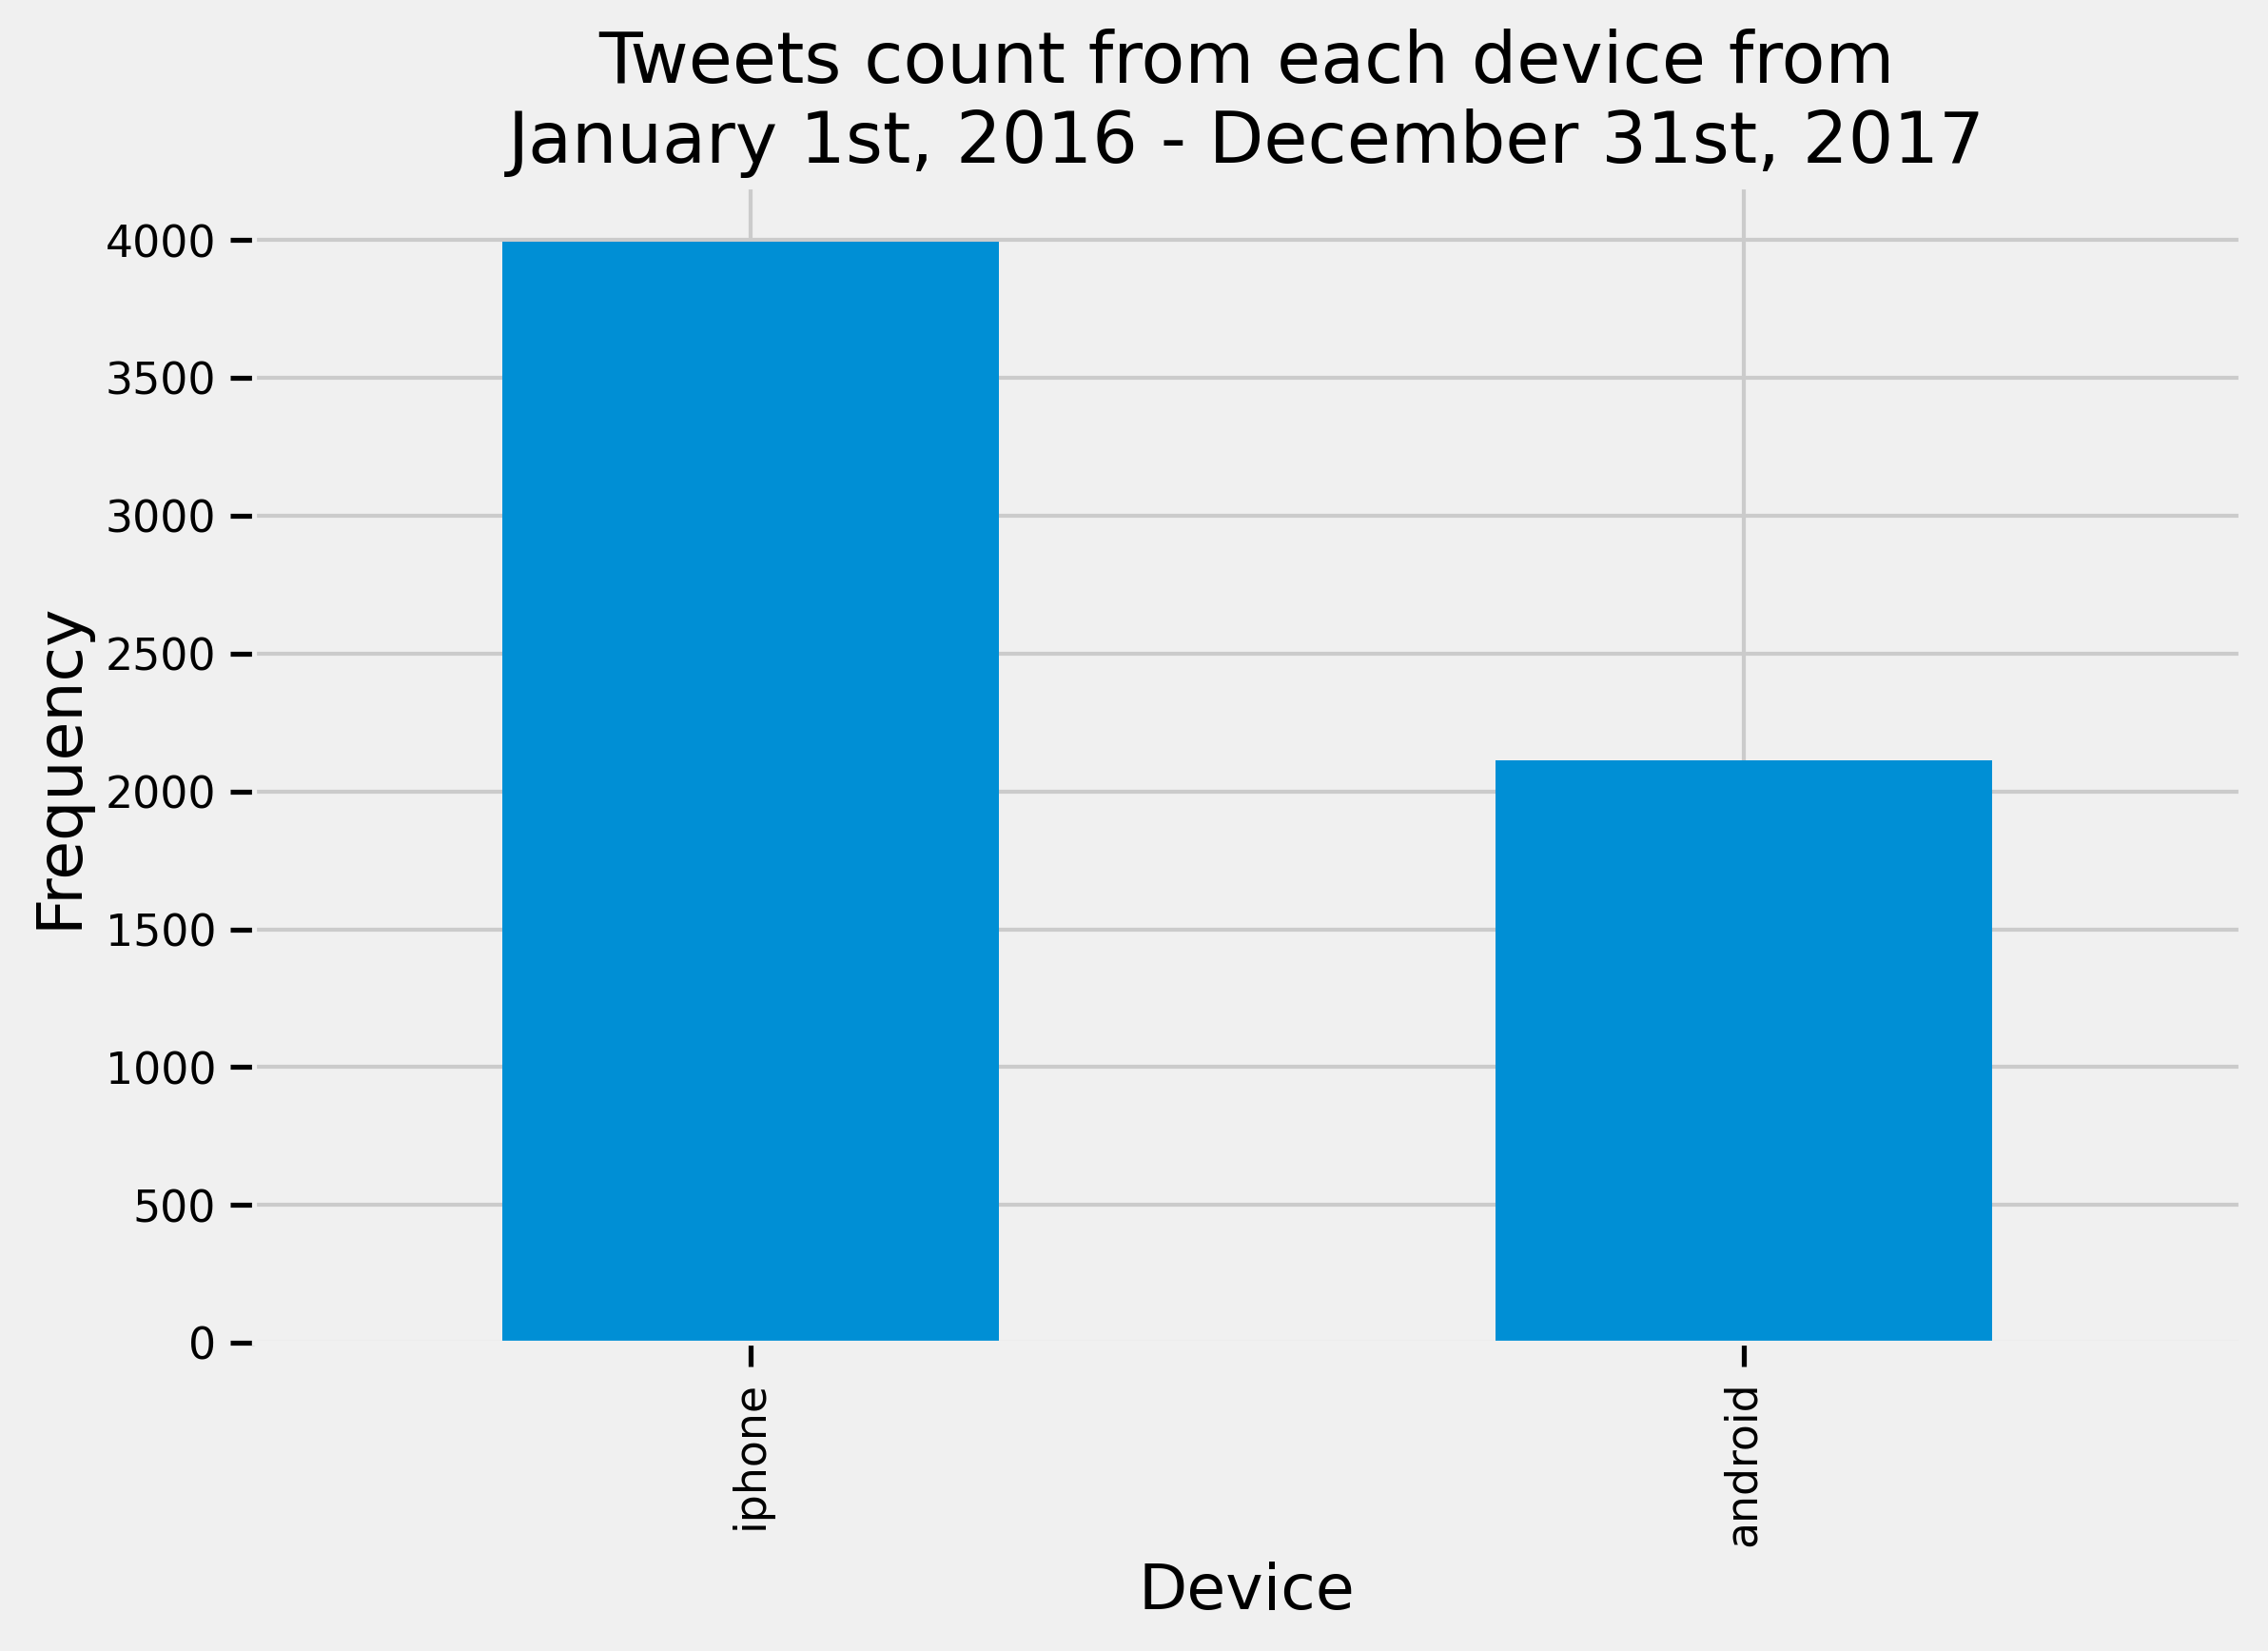 Tweets count from each device from
January 1st, 2016 - December 31st, 2017
4000
3500
3000
2500
2000
1500
1000
500
0
Frequency
iphone
android
Device